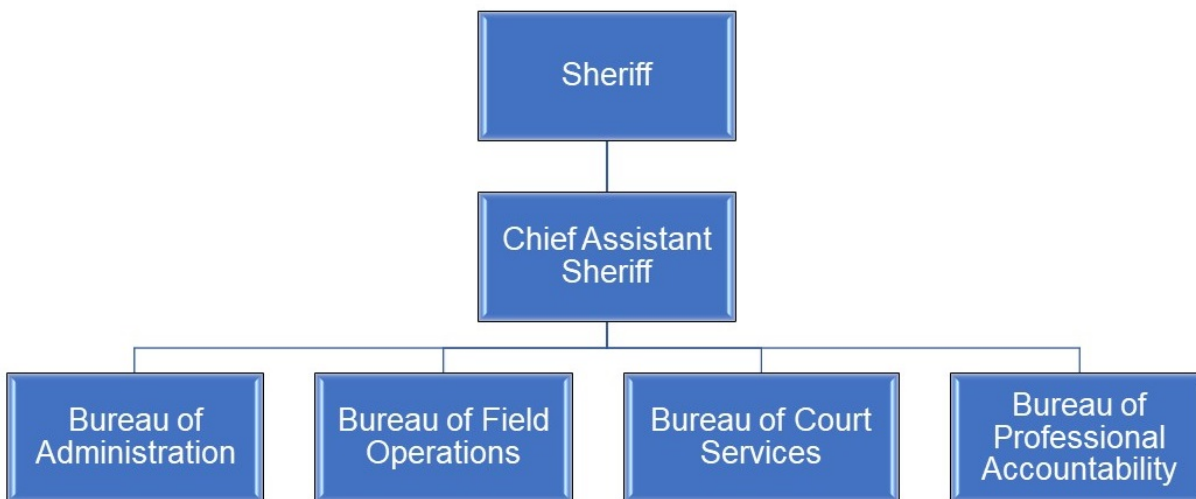 Sheriff
Chief Assistant
Sheriff
Bureau of
Administration
Bureau of Field
Operations
Bureau of Court
Services
Bureau of
Professional
Accountability